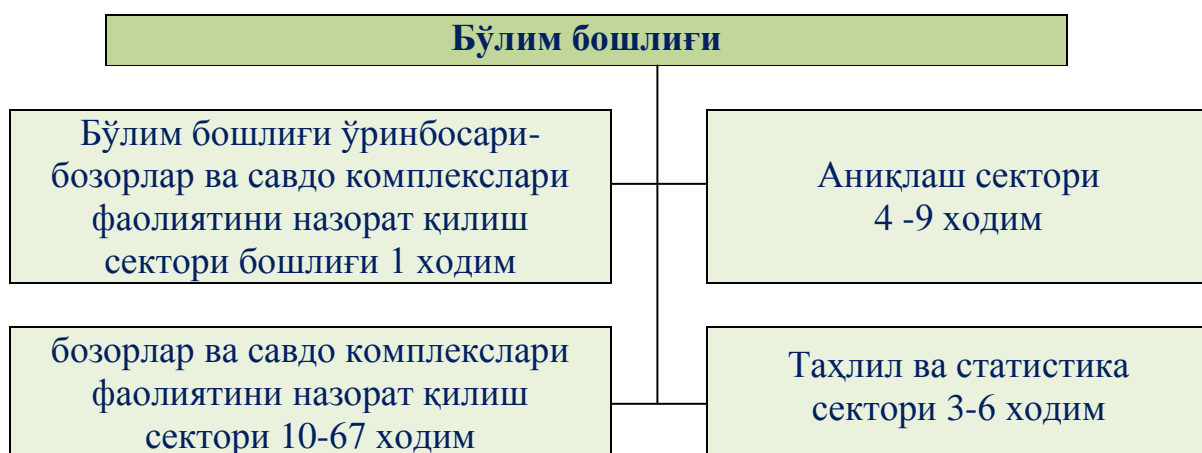 Бўлим бошлиғи
Бўлим бошлиғи ўринбосари-
бозорлар ва савдо комплекслари
фаолиятини назорат қилиш
сектори бошлиғи 1 ходим
Аниқлаш сектори
4 -9 ходим
бозорлар ва савдо комплекслари
фаолиятини назорат қилиш
сектори 10-67 ходим
Таҳлил ва статистика
сектори 3-6 ходим